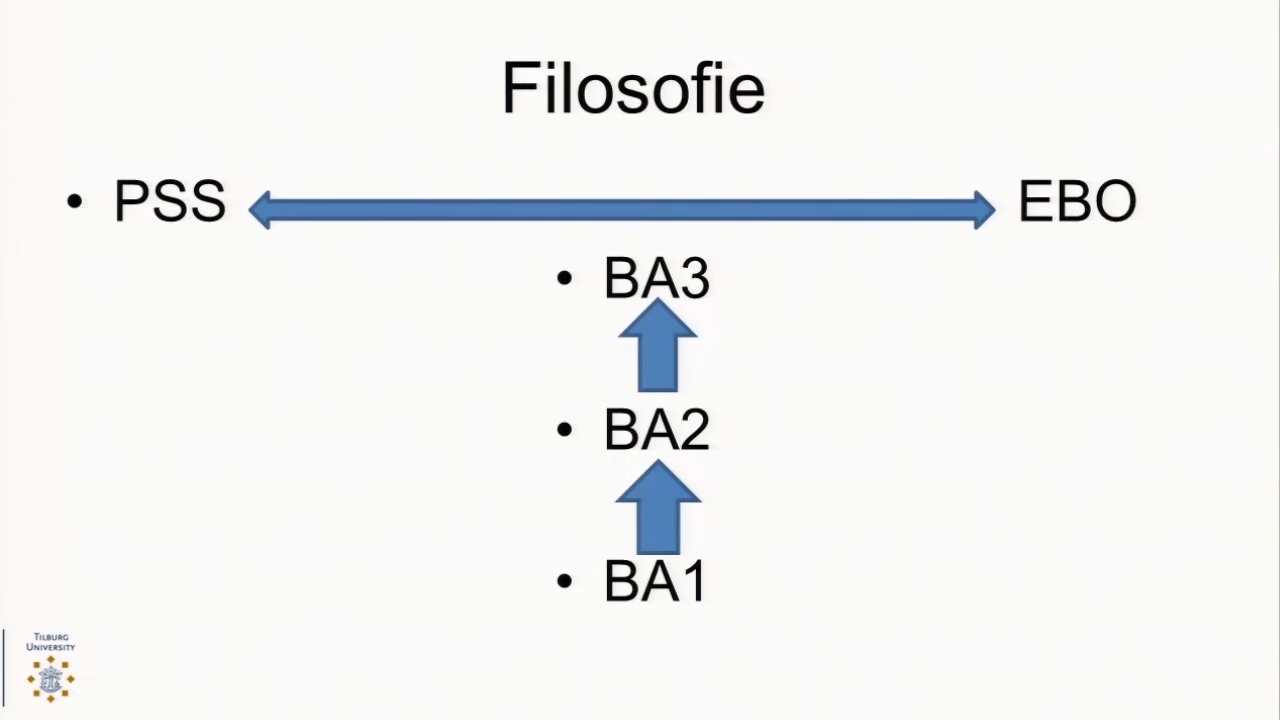 Filosofie
• PSS EBO
• BA3
• BA2
• BA1
TILBURG
UNIVERSITY